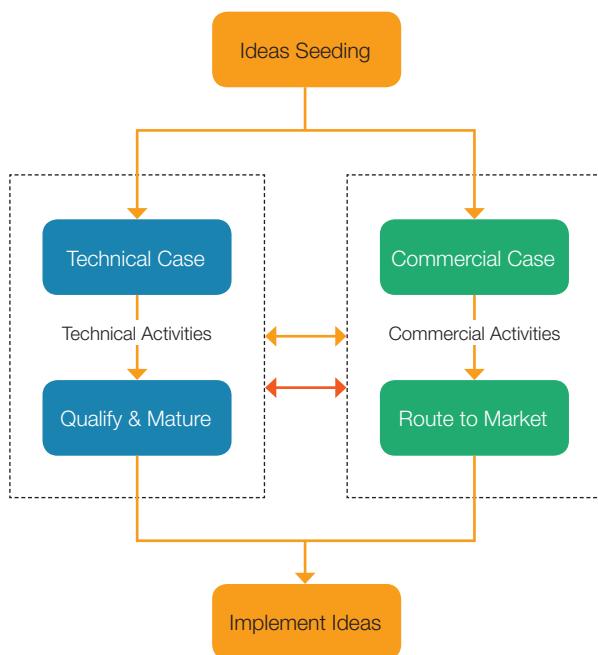 Ideas Seeding
Technical Case
Commercial Case
Technical Activities
Commercial Activities
Qualify & Mature
Route to Market
Implement Ideas